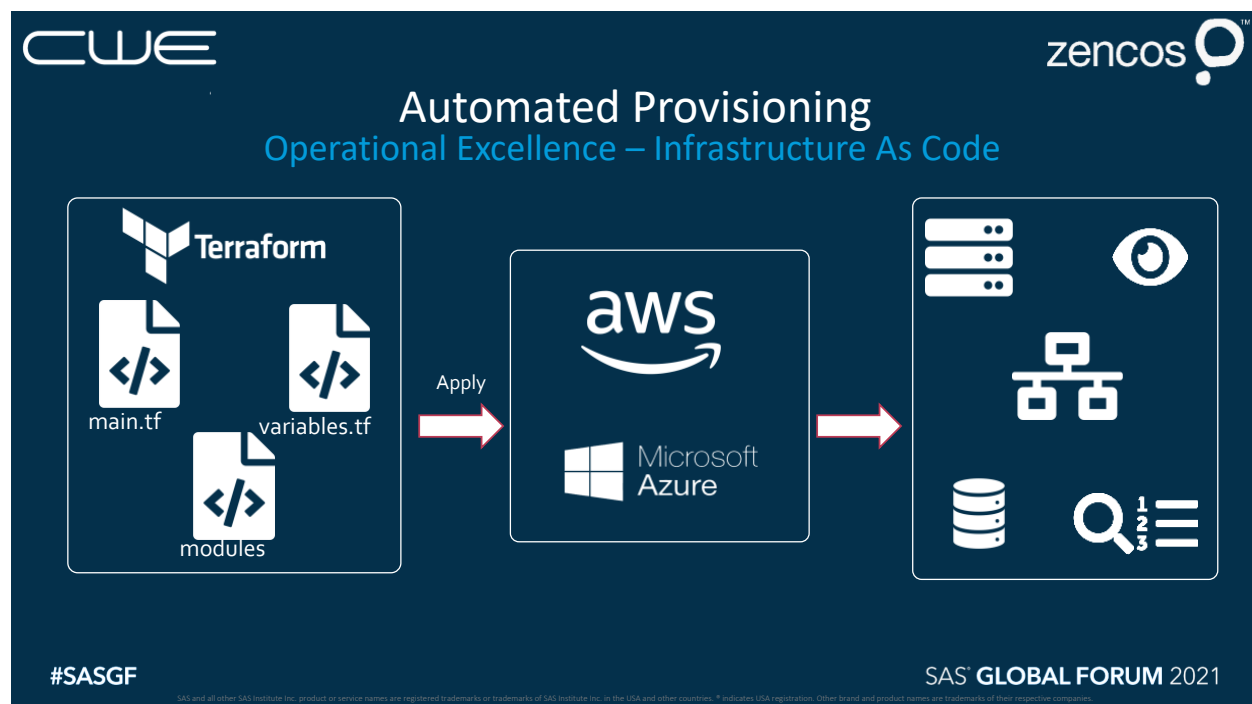 CWE
zencos™
Automated Provisioning
Operational Excellence – Infrastructure As Code
Terraform
</>
main.tf
</>
variables.tf
</>
modules
Apply
aws
Microsoft
Azure
1
2
3
#SASGF
SAS® GLOBAL FORUM 2021
SAS and all other SAS Institute Inc. product or service names are registered trademarks or trademarks of SAS Institute Inc. in the USA and other countries. ® indicates USA registration. Other brand and product names are trademarks of their respective companies.